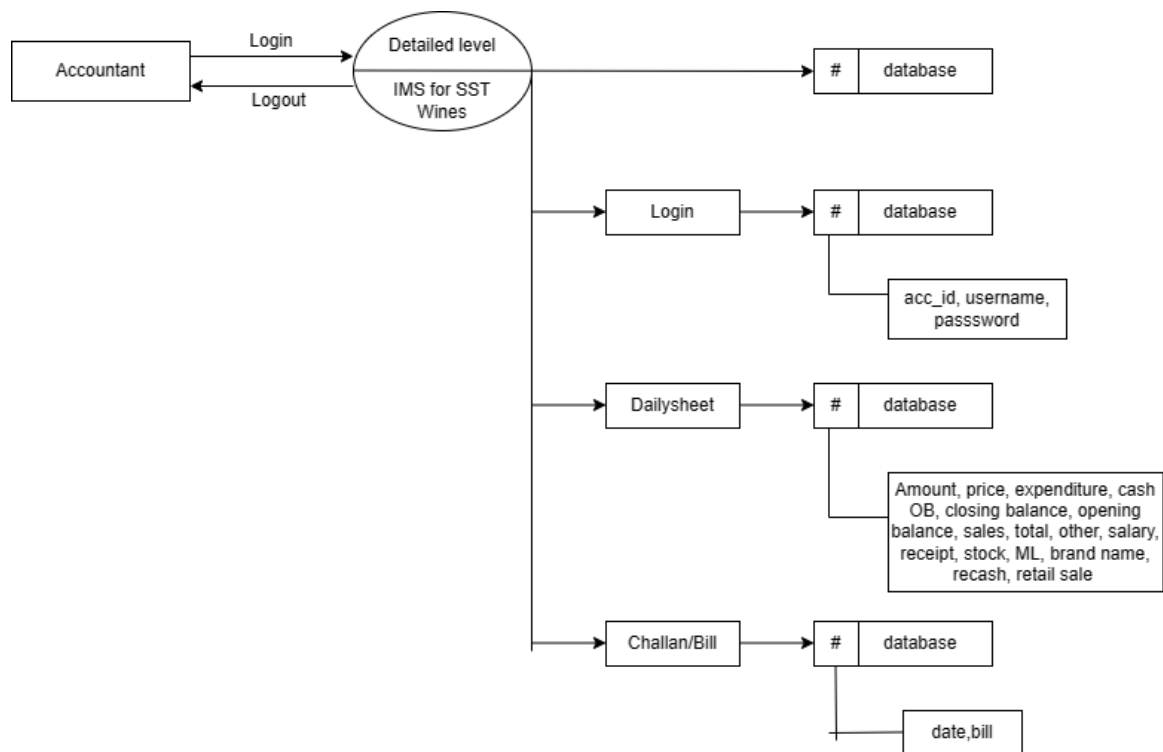 Login
Accountant
Logout
Detailed level
IMS for SST
Wines
# database
Login
# database
acc_id, username,
passsword
Dailysheet
# database
Amount, price, expenditure, cash
OB, closing balance, opening
balance, sales, total, other, salary,
receipt, stock, ML, brand name,
recash, retail sale
Challan/Bill
# database
date,bill